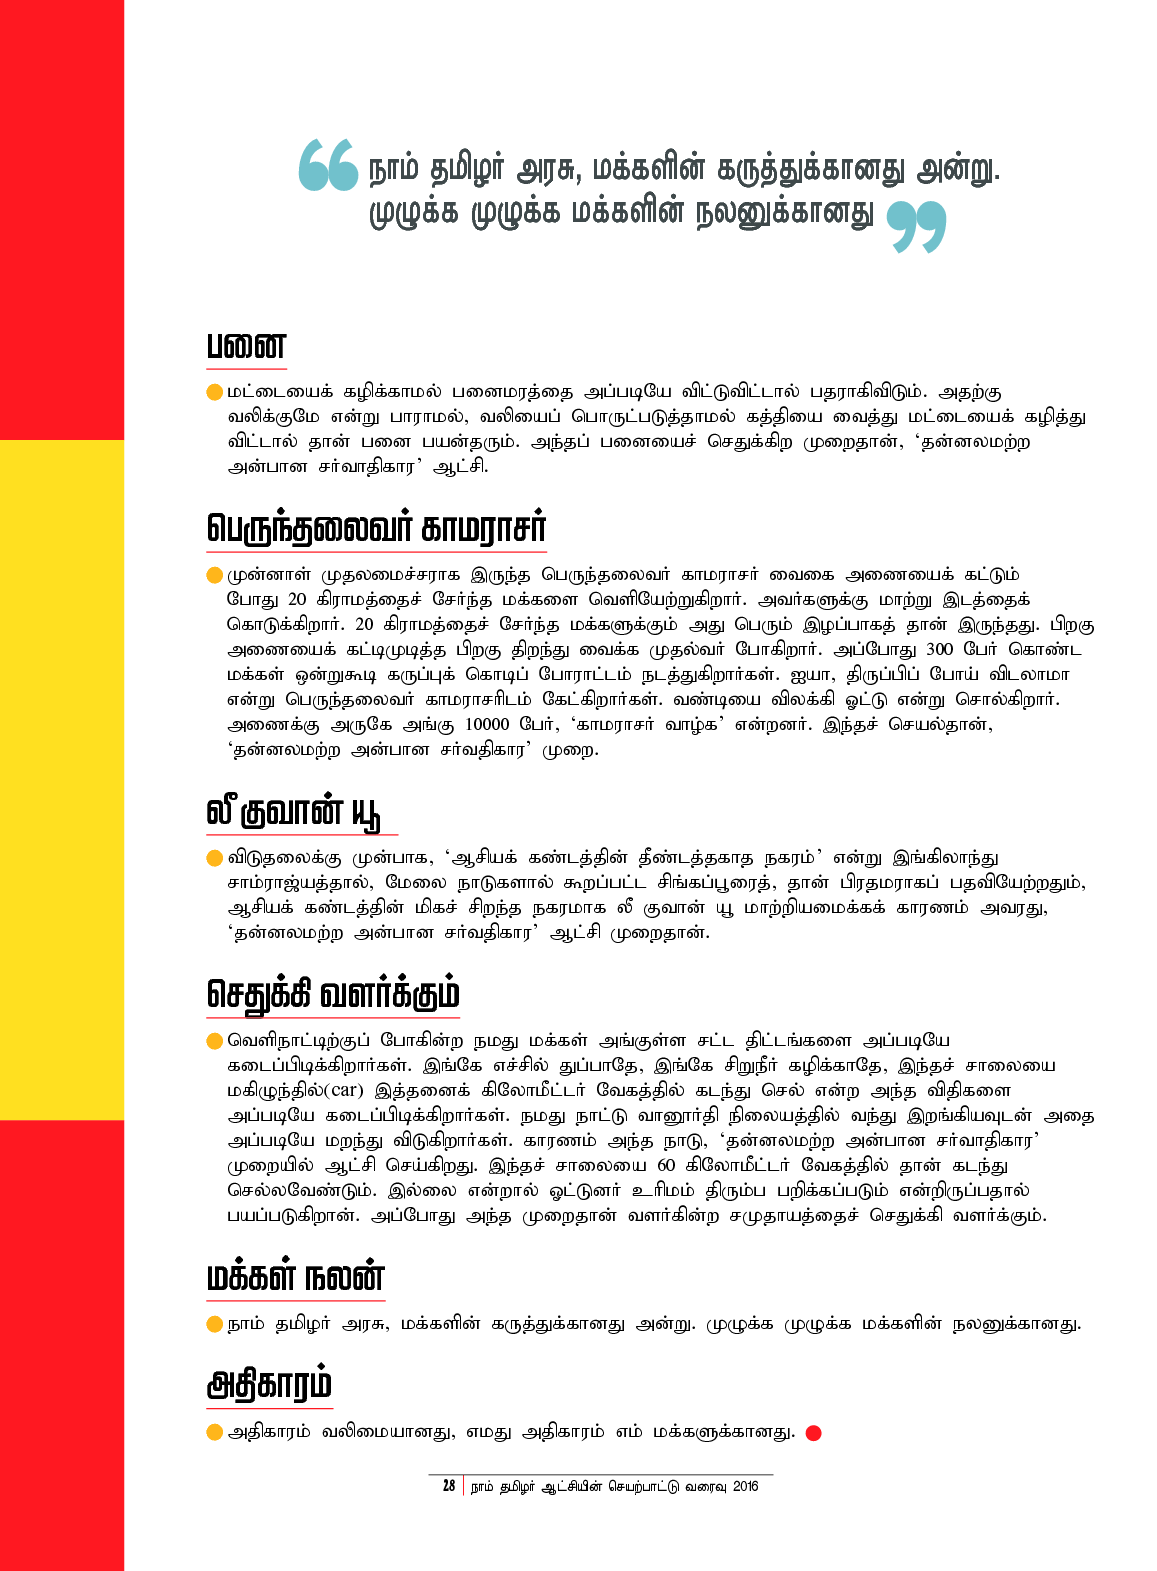 நாம் தமிழர் அரசு, மக்களின் கருத்துக்கானது அன்று.
முழுக்க முழுக்க மக்களின் நலனுக்கானது
பனை
மட்டையைக் கழிக்காமல் பனைமரத்தை அப்படியே விட்டுவிட்டால் பதராகிவிடும். அதற்கு
வலிக்குமே என்று பாராமல், வலியைப் பொருட்படுத்தாமல் கத்தியை வைத்து மட்டையைக் கழித்து
விட்டால் தான் பனை பயன்தரும். அந்தப் பனையைச் செதுக்கிற முறைதான், ‘தன்னலமற்ற
அன்பான சர்வாதிகார’ ஆட்சி.
பெருந்தலைவர் காமராசர்
முன்னாள் முதலமைச்சராக இருந்த பெருந்தலைவர் காமராசர் வைகை அணையைக் கட்டும்
போது 20 கிராமத்தைச் சேர்ந்த மக்களை வெளியேற்றுகிறார். அவர்களுக்கு மாற்று இடத்தைக்
கொடுக்கிறார். 20 கிராமத்தைச் சேர்ந்த மக்களுக்கும் அது பெரும் இழப்பாகத் தான் இருந்தது. பிறகு
அணையைக் கட்டிமுடித்த பிறகு திறந்து வைக்க முதல்வர் போகிறார். அப்போது 300 பேர் கொண்ட
மக்கள் ஒன்றுகூடி கருப்புக் கொடிப் போராட்டம் நடத்துகிறார்கள். ஐயா, திருப்பிப் போய் விடலாமா
என்று பெருந்தலைவர் காமராசரிடம் கேட்கிறார்கள். வண்டியை விலக்கி ஓட்டு என்று சொல்கிறார்.
அணைக்கு அருகே அங்கு 10000 பேர், ‘காமராசர் வாழ்க’ என்றனர். இந்தச் செயல்தான்,
‘தன்னலமற்ற அன்பான சர்வதிகார’ முறை.
லீ குவான் யூ
விடுதலைக்கு முன்பாக, ‘ஆசியக் கண்டத்தின் தீண்டத்தகாத நகரம்’ என்று இங்கிலாந்து
சாம்ராஜ்யத்தால், மேலை நாடுகளால் கூறப்பட்ட சிங்கப்பூரைத், தான் பிரதமராகப் பதவியேற்றதும்,
ஆசியக் கண்டத்தின் மிகச் சிறந்த நகரமாக லீ குவான் யூ மாற்றியமைக்கக் காரணம் அவரது,
‘தன்னலமற்ற அன்பான சர்வதிகார’ ஆட்சி முறைதான்.
செதுக்கி வளர்க்கும்
வெளிநாட்டிற்குப் போகின்ற நமது மக்கள் அங்குள்ள சட்ட திட்டங்களை அப்படியே
கடைப்பிடிக்கிறார்கள். இங்கே எச்சில் துப்பாதே, இங்கே சிறுநீர் கழிக்காதே, இந்தச் சாலையை
மகிழுந்தில்(car) இத்தனைக் கிலோமீட்டர் வேகத்தில் கடந்து செல் என்ற அந்த விதிகளை
அப்படியே கடைப்பிடிக்கிறார்கள். நமது நாட்டு வானூர்தி நிலையத்தில் வந்து இறங்கியவுடன் அதை
அப்படியே மறந்து விடுகிறார்கள். காரணம் அந்த நாடு, ‘தன்னலமற்ற அன்பான சர்வாதிகார’
முறையில் ஆட்சி செய்கிறது. இந்தச் சாலையை 60 கிலோமீட்டர் வேகத்தில் தான் கடந்து
செல்லவேண்டும். இல்லை என்றால் ஓட்டுனர் உரிமம் திரும்ப பறிக்கப்படும் என்றிருப்பதால்
பயப்படுகிறான். அப்போது அந்த முறைதான் வளர்கின்ற சமுதாயத்தைச் செதுக்கி வளர்க்கும்.
மக்கள் நலன்
நாம் தமிழர் அரசு, மக்களின் கருத்துக்கானது அன்று. முழுக்க முழுக்க மக்களின் நலனுக்கானது.
அதிகாரம்
அதிகாரம் வலிமையானது, எமது அதிகாரம் எம் மக்களுக்கானது.
28 நாம் தமிழர் ஆட்சியின் செயற்பாட்டு வரைவு 2016